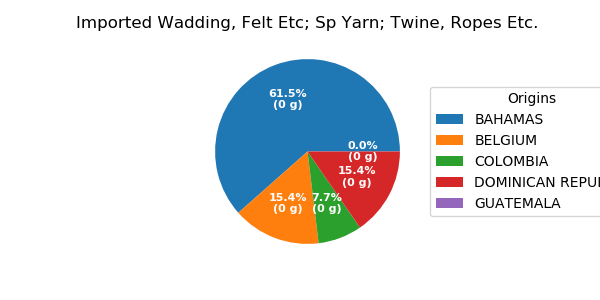 Imported Wadding, Felt Etc; Sp Yarn; Twine, Ropes Etc.
61.5%
(0 g)
0.0%
(0 g)
15.4%
(0 g)
15.4%
(0 g)
7.7%
(0 g)
Origins
BAHAMAS
BELGIUM
COLOMBIA
DOMINICAN REPU
GUATEMALA